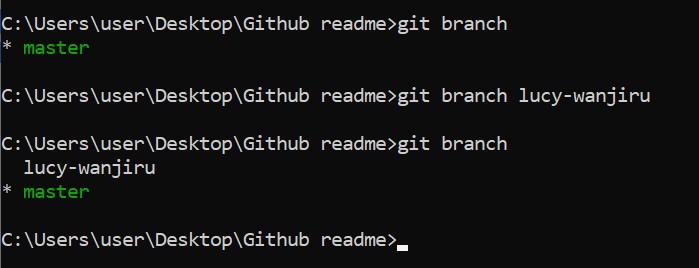 C:\Users\user\Desktop\Github readme>git branch
* master
C:\Users\user\Desktop\Github readme>git branch lucy-wanjiru
C:\Users\user\Desktop\Github readme>git branch
  lucy-wanjiru
* master
C:\Users\user\Desktop\Github readme>